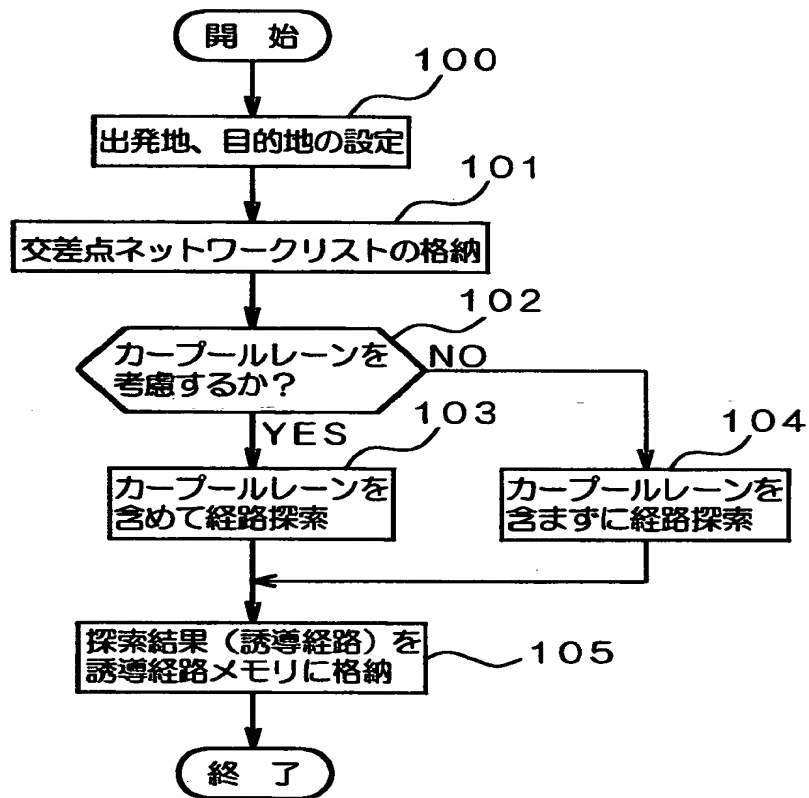 開 始
100
出発地、目的地の設定
101
交差点ネットワークリストの格納
102
カープールレーンを
考慮するか?
NO
YES
103
カープールレーンを
含めて経路探索
104
カープールレーンを
含まずに経路探索
探索結果（誘導経路）を
誘導経路メモリに格納
105
終 了